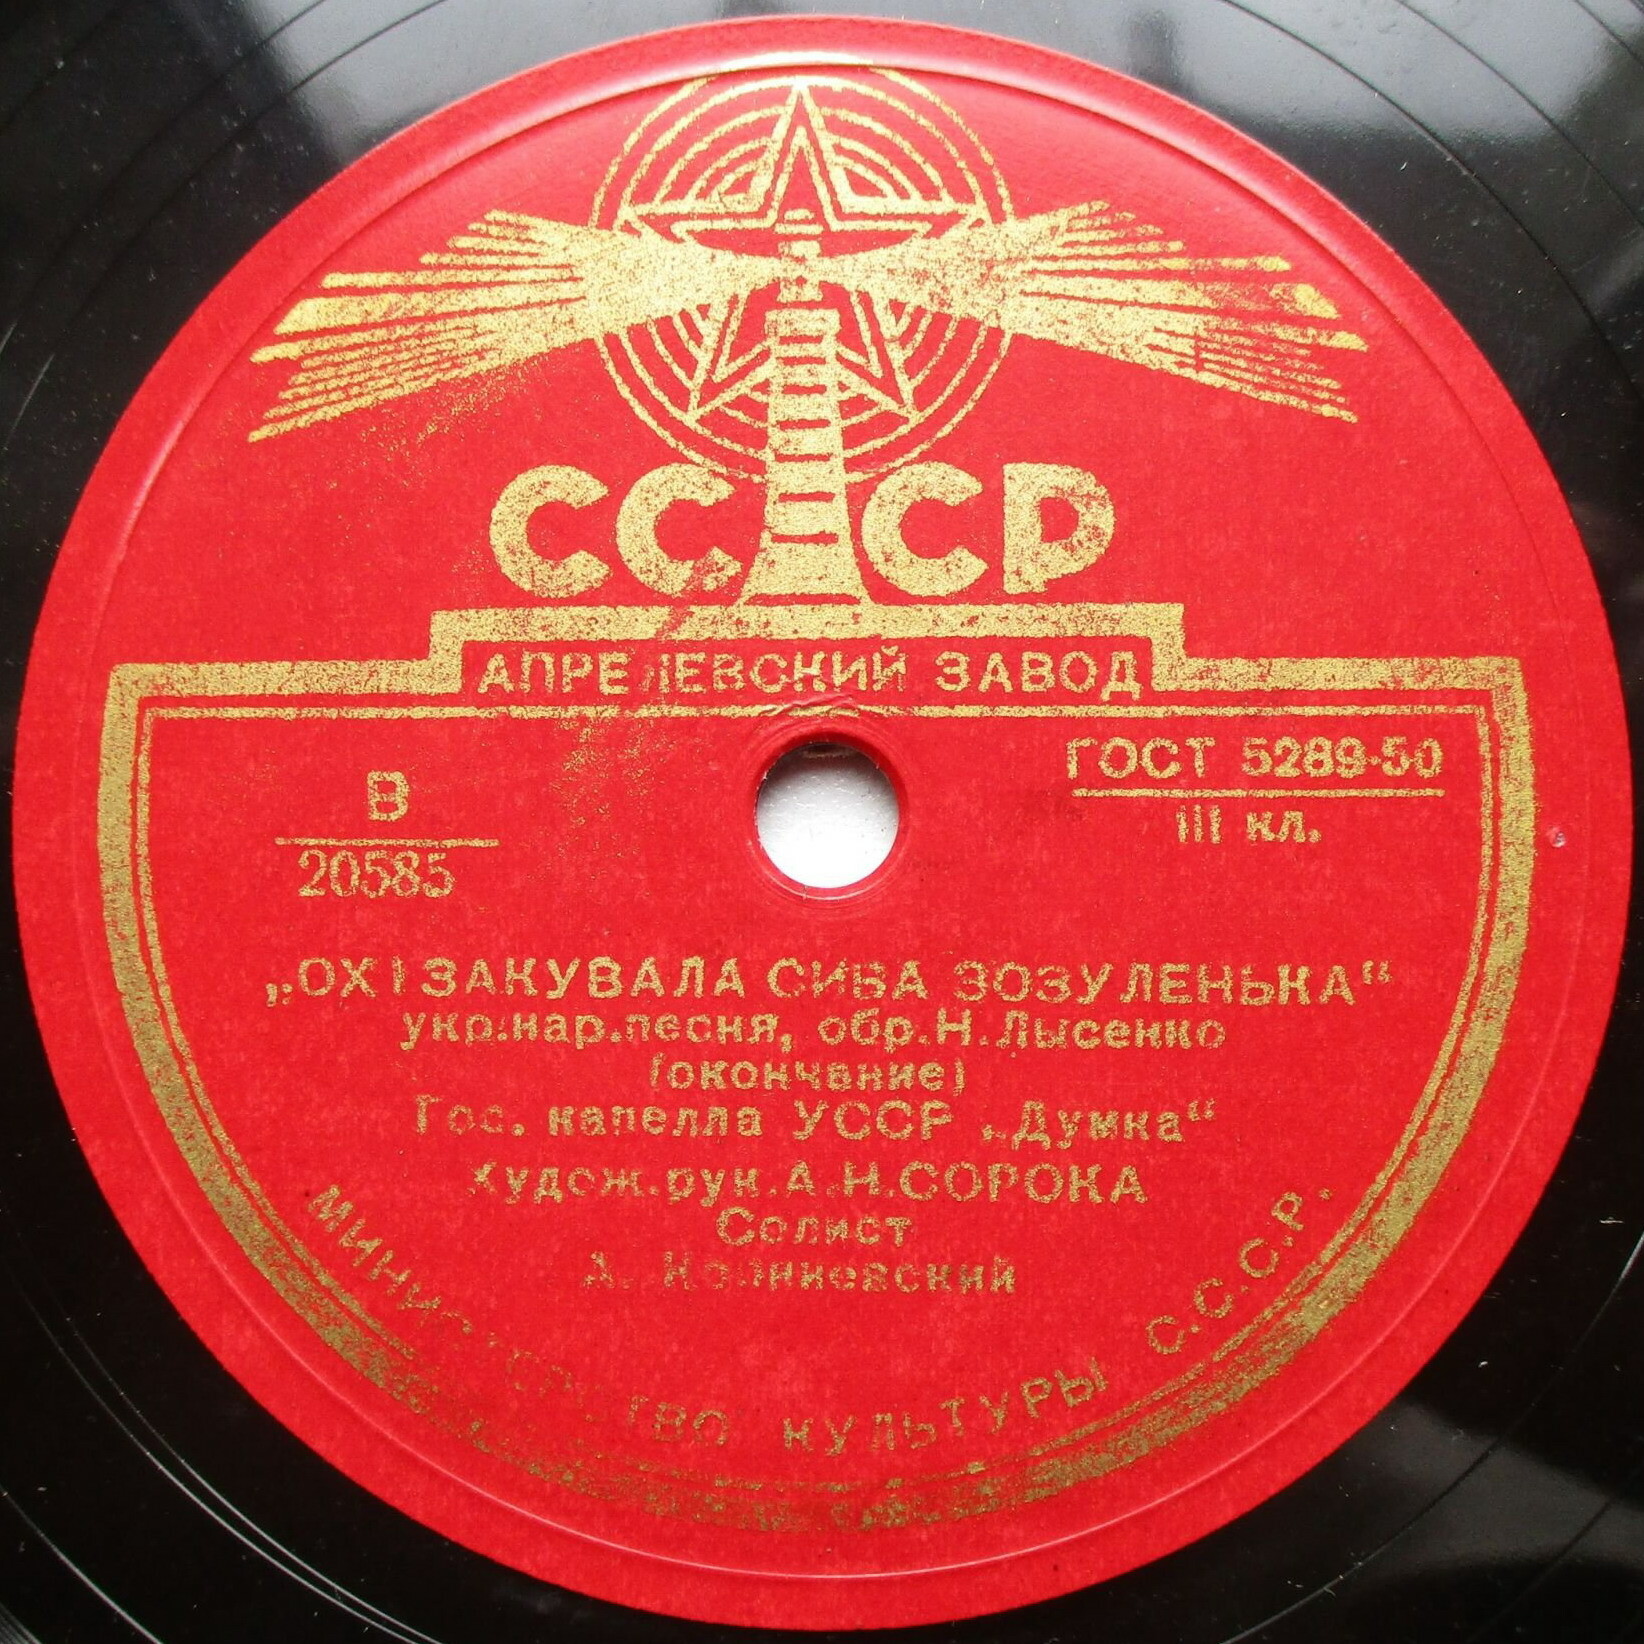 СССР
АПРЕЛЕВСКИЙ ЗАВОД
ГОСТ 5289-50
III кл.
В
20585
„ОХ І ЗАКУВАЛА СИВА ЗОЗУЛЕНЬКА“
укр.нар.песня, обр.Н.Лысенко
(окончание)
Гос. капелла УССР „Думка“
Худож.рук.А.Н.СОРОКА
Солист
А.
МИНИСТЕРСТВО КУЛЬТУРЫ С.С.С.Р.